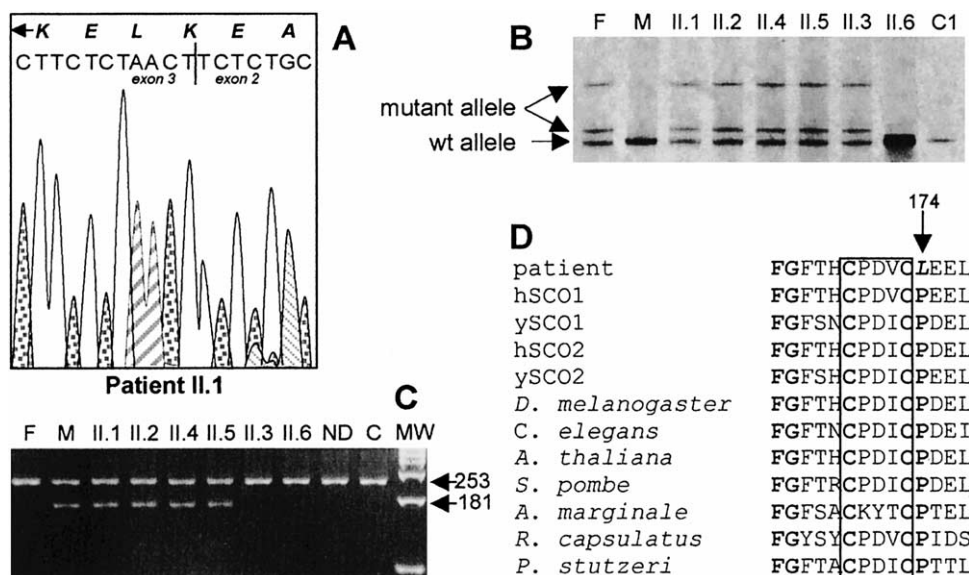 A
K E L K E A
CTTCTCTAACTTCTCTGC
exon 3 exon 2
Patient II.1
B
F M II.1 II.2 II.4 II.5 II.3 II.6 C1
mutant allele
wt allele
C
F M II.1 II.2 II.4 II.5 II.3 II.6 ND C MW
253
181
D
174
patient FGFTHCPDVCLEEL
hSCO1 FGFTHCPDVCPEEL
ySCO1 FGFSNCPDICPDEL
hSCO2 FGFTHCPDICPDEL
ySCO2 FGFSHCPDICPEEL
D. melanogaster FGFTHCPDICPDEL
C. elegans FGFTNCPDICPDEL
A. thaliana FGFTHCPDICPDEL
S. pombe FGFTRCPDICPDEL
A. marginale FGFSACKYTCPTEL
R. capsulatus FGYSYCPDVCPIDS
P. stutzeri FGFTACPDICPTTL